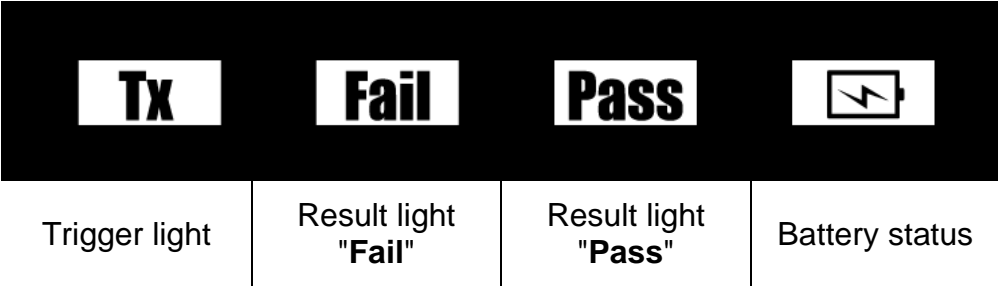 Tx Fail Pass
Trigger light
Result light
"Fail"
Result light
"Pass"
Battery status